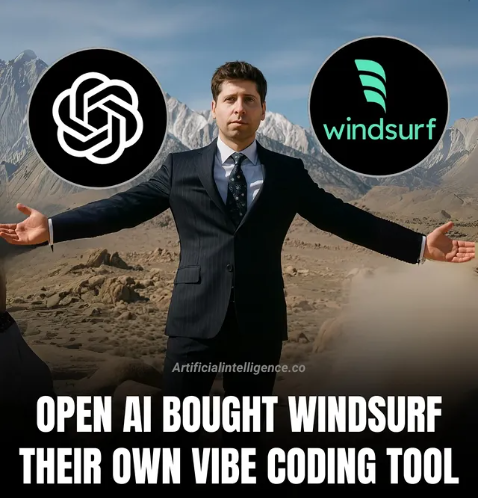 windsurf
Artificialintelligence.co
OPEN AI BOUGHT WINDSURF
THEIR OWN VIBE CODING TOOL